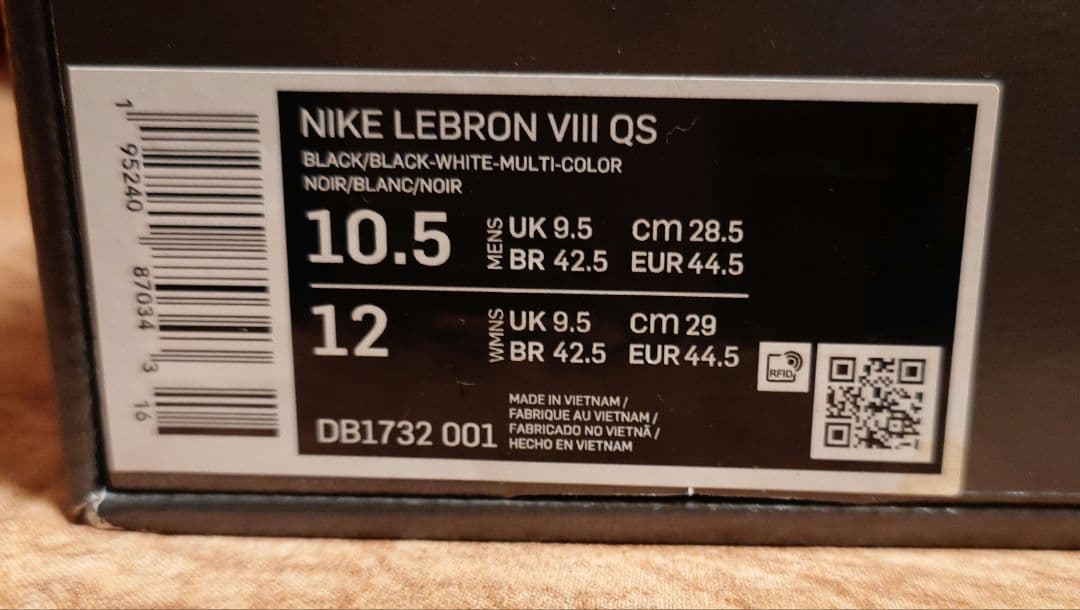 1 95240 87034 3 16
NIKE LEBRON VIII QS
BLACK/BLACK-WHITE-MULTI-COLOR
NOIR/BLANC/NOIR
10.5 MENS UK 9.5 cm 28.5
BR 42.5 EUR 44.5
12 WMNS UK 9.5 cm 29
BR 42.5 EUR 44.5
RFID
DB1732 001
MADE IN VIETNAM /
FABRIQUE AU VIETNAM /
FABRICADO NO VIETNÃ /
HECHO EN VIETNAM